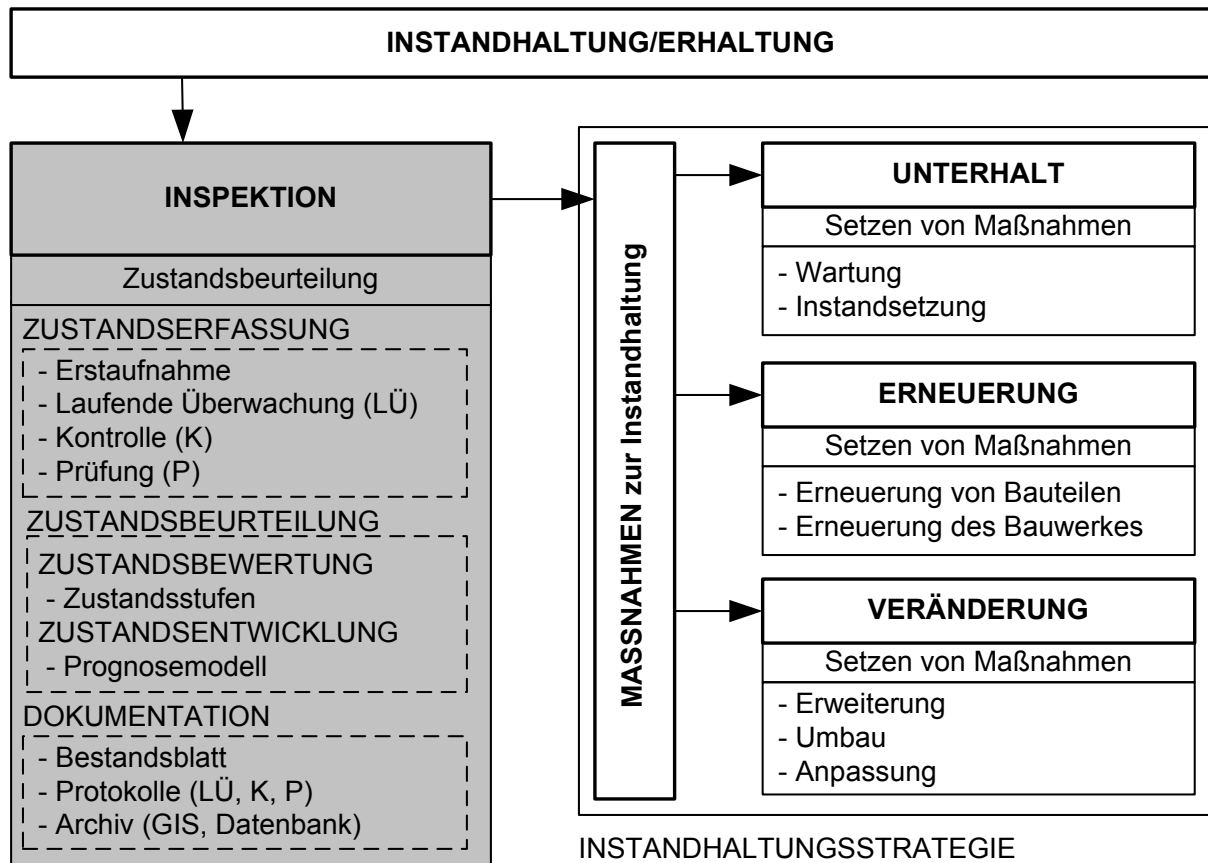 INSTANDHALTUNG/ERHALTUNG
INSPEKTION
Zustandsbeurteilung
ZUSTANDSERFASSUNG
- Erstaufnahme
- Laufende Überwachung (LÜ)
- Kontrolle (K)
- Prüfung (P)
ZUSTANDSBEURTEILUNG
ZUSTANDSBEWERTUNG
- Zustandsstufen
ZUSTANDSENTWICKLUNG
- Prognosemodell
DOKUMENTATION
- Bestandsblatt
- Protokolle (LÜ, K, P)
- Archiv (GIS, Datenbank)
MASSNAHMEN zur Instandhaltung
UNTERHALT
Setzen von Maßnahmen
- Wartung
- Instandsetzung
ERNEUERUNG
Setzen von Maßnahmen
- Erneuerung von Bauteilen
- Erneuerung des Bauwerkes
VERÄNDERUNG
Setzen von Maßnahmen
- Erweiterung
- Umbau
- Anpassung
INSTANDHALTUNGSSTRATEGIE